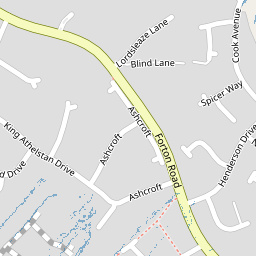 Lordsleaze Lane
Cook Avenue
Blind Lane
Spicer Way
Ashcroft
Forton Road
King Athelstan Drive
Ashcroft
Henderson Drive
Ashcroft
Drive